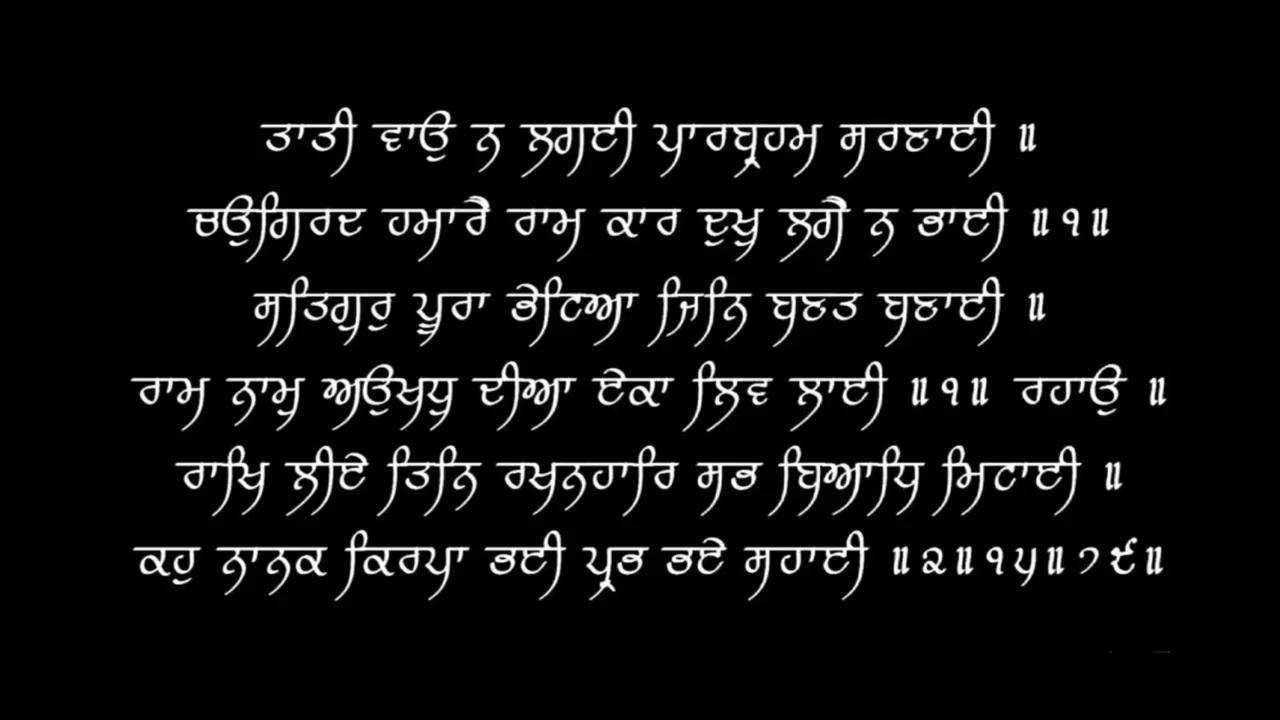 ਤਾਤੀ ਵਾਉ ਨ ਲਗਈ ਪਾਰਬ੍ਰਹਮ ਸਰਣਾਈ ॥
ਚਉਗਿਰਦ ਹਮਾਰੈ ਰਾਮ ਕਾਰ ਦੁਖੁ ਲਗੈ ਨ ਭਾਈ ॥੧॥
ਸਤਿਗੁਰੁ ਪੂਰਾ ਭੇਟਿਆ ਜਿਨਿ ਬਣਤ ਬਣਾਈ ॥
ਰਾਮ ਨਾਮੁ ਅਉਖਧੁ ਦੀਆ ਏਕਾ ਲਿਵ ਲਾਈ ॥੧॥ ਰਹਾਉ ॥
ਰਾਖਿ ਲੀਏ ਤਿਨਿ ਰਖਨਹਾਰਿ ਸਭ ਬਿਆਧਿ ਮਿਟਾਈ ॥
ਕਹੁ ਨਾਨਕ ਕਿਰਪਾ ਭਈ ਪ੍ਰਭ ਭਏ ਸਹਾਈ ॥੨॥੧੫॥੭੯॥